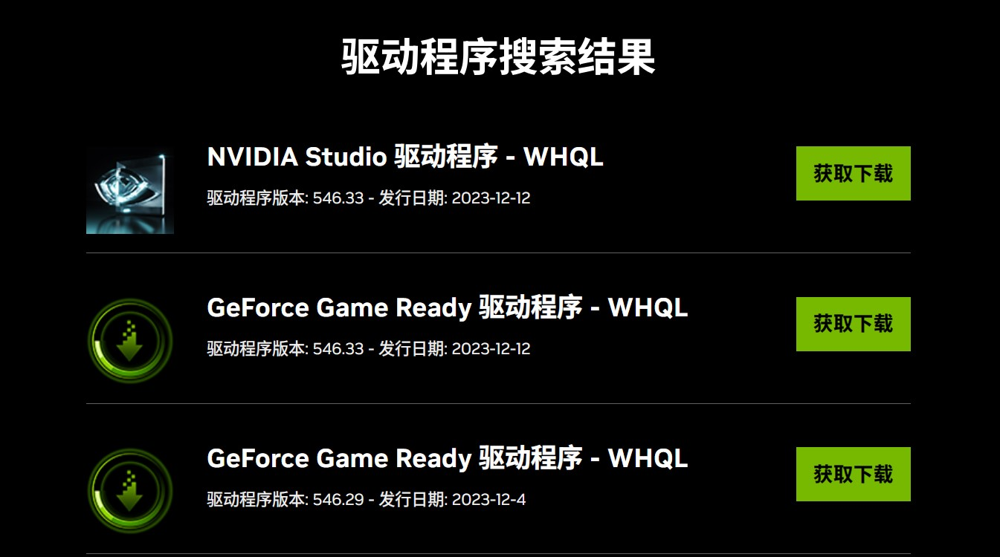 驱动程序搜索结果
NVIDIA Studio 驱动程序 - WHQL
驱动程序版本: 546.33 - 发行日期: 2023-12-12
获取下载
GeForce Game Ready 驱动程序 - WHQL
驱动程序版本: 546.33 - 发行日期: 2023-12-12
获取下载
GeForce Game Ready 驱动程序 - WHQL
驱动程序版本: 546.29 - 发行日期: 2023-12-4
获取下载